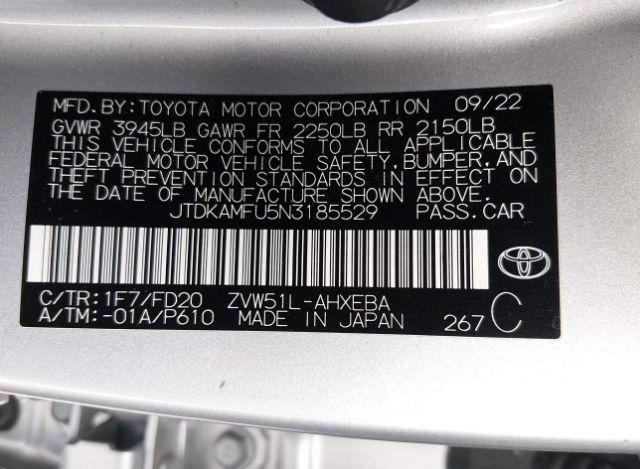 MFD.BY:TOYOTA MOTOR CORPORATION 09/22
GVWR 3945LB GAWR FR 2250LB RR 2150LB
THIS VEHICLE CONFORMS TO ALL APPLICABLE
FEDERAL MOTOR VEHICLE SAFETY,BUMPER,AND
THEFT PREVENTION STANDARDS IN EFFECT ON
THE DATE OF MANUFACTURE SHOWN ABOVE.
JTDKAMFU5N3185529 PASS.CAR
C/TR:1F7/FD20 ZVW51L-AHXEBA
A/TM:-01A/P610 MADE IN JAPAN 267 C